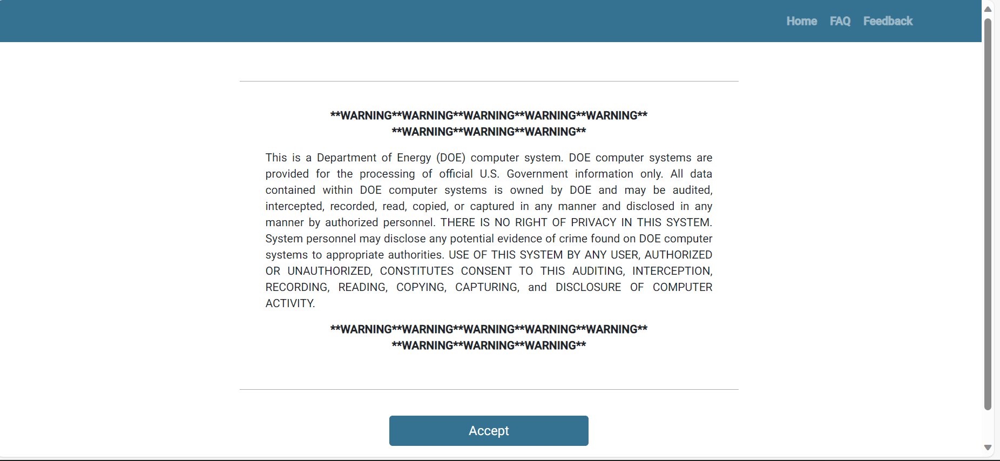 Home FAQ Feedback
**WARNING**WARNING**WARNING**WARNING**WARNING**
**WARNING**WARNING**WARNING**
This is a Department of Energy (DOE) computer system. DOE computer systems are
provided for the processing of official U.S. Government information only. All data
contained within DOE computer systems is owned by DOE and may be audited,
intercepted, recorded, read, copied, or captured in any manner and disclosed in any
manner by authorized personnel. THERE IS NO RIGHT OF PRIVACY IN THIS SYSTEM.
System personnel may disclose any potential evidence of crime found on DOE computer
systems to appropriate authorities. USE OF THIS SYSTEM BY ANY USER, AUTHORIZED
OR UNAUTHORIZED, CONSTITUTES CONSENT TO THIS AUDITING, INTERCEPTION,
RECORDING, READING, COPYING, CAPTURING, and DISCLOSURE OF COMPUTER
ACTIVITY.
**WARNING**WARNING**WARNING**WARNING**WARNING**
**WARNING**WARNING**WARNING**
Accept